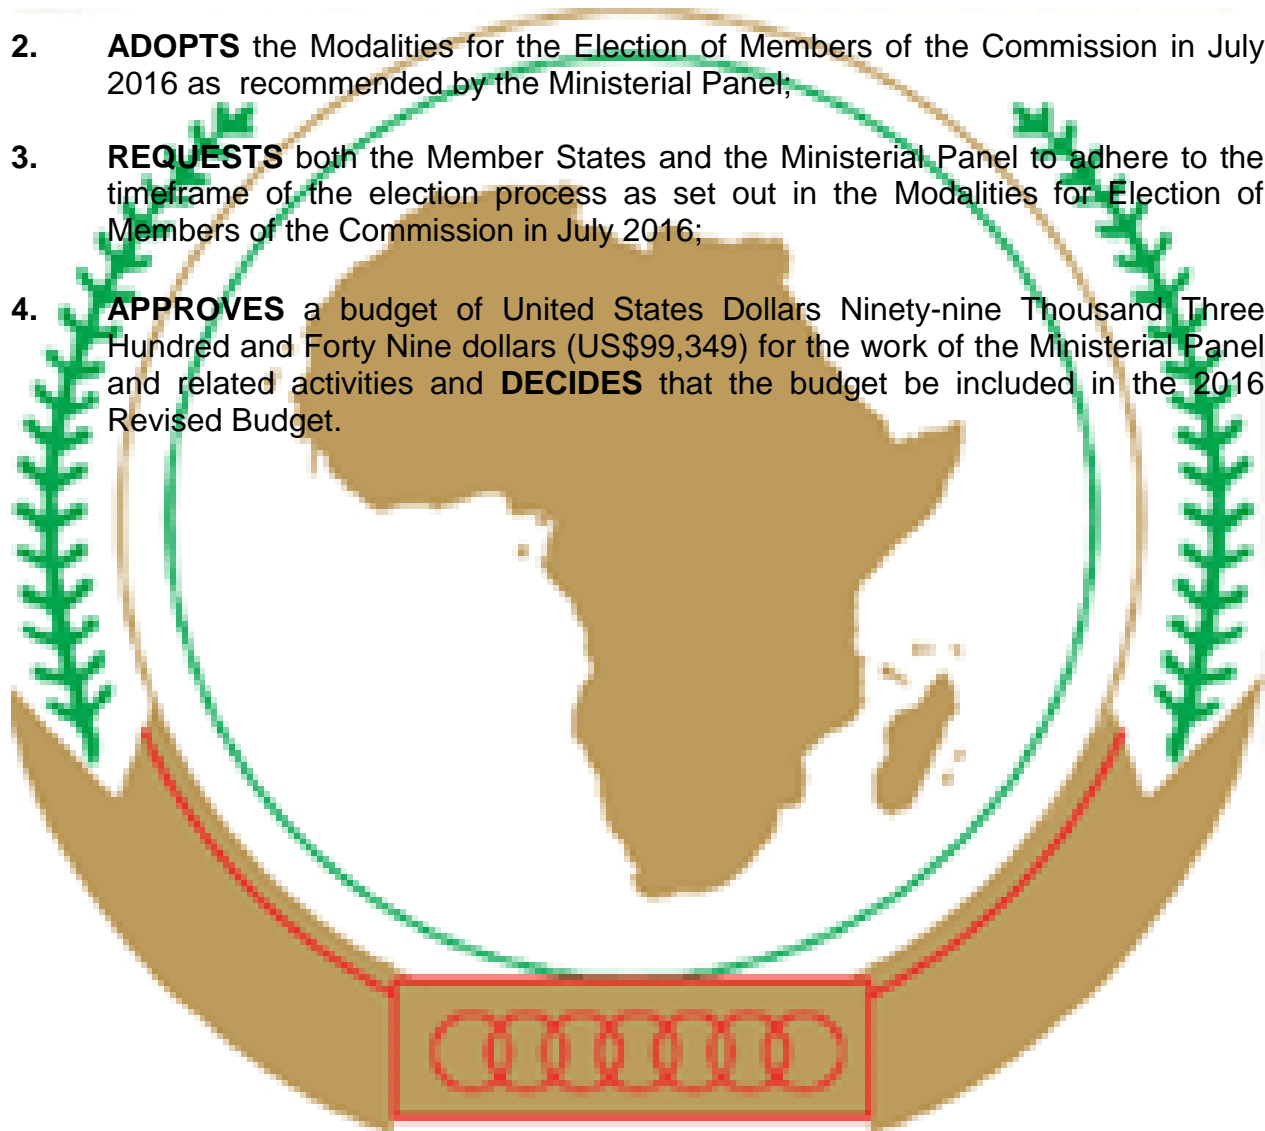 2. ADOPTS the Modalities for the Election of Members of the Commission in July
2016 as recommended by the Ministerial Panel;
3. REQUESTS both the Member States and the Ministerial Panel to adhere to the
timeframe of the election process as set out in the Modalities for Election of
Members of the Commission in July 2016;
4. APPROVES a budget of United States Dollars Ninety-nine Thousand Three
Hundred and Forty Nine dollars (US$99,349) for the work of the Ministerial Panel
and related activities and DECIDES that the budget be included in the 2016
Revised Budget.